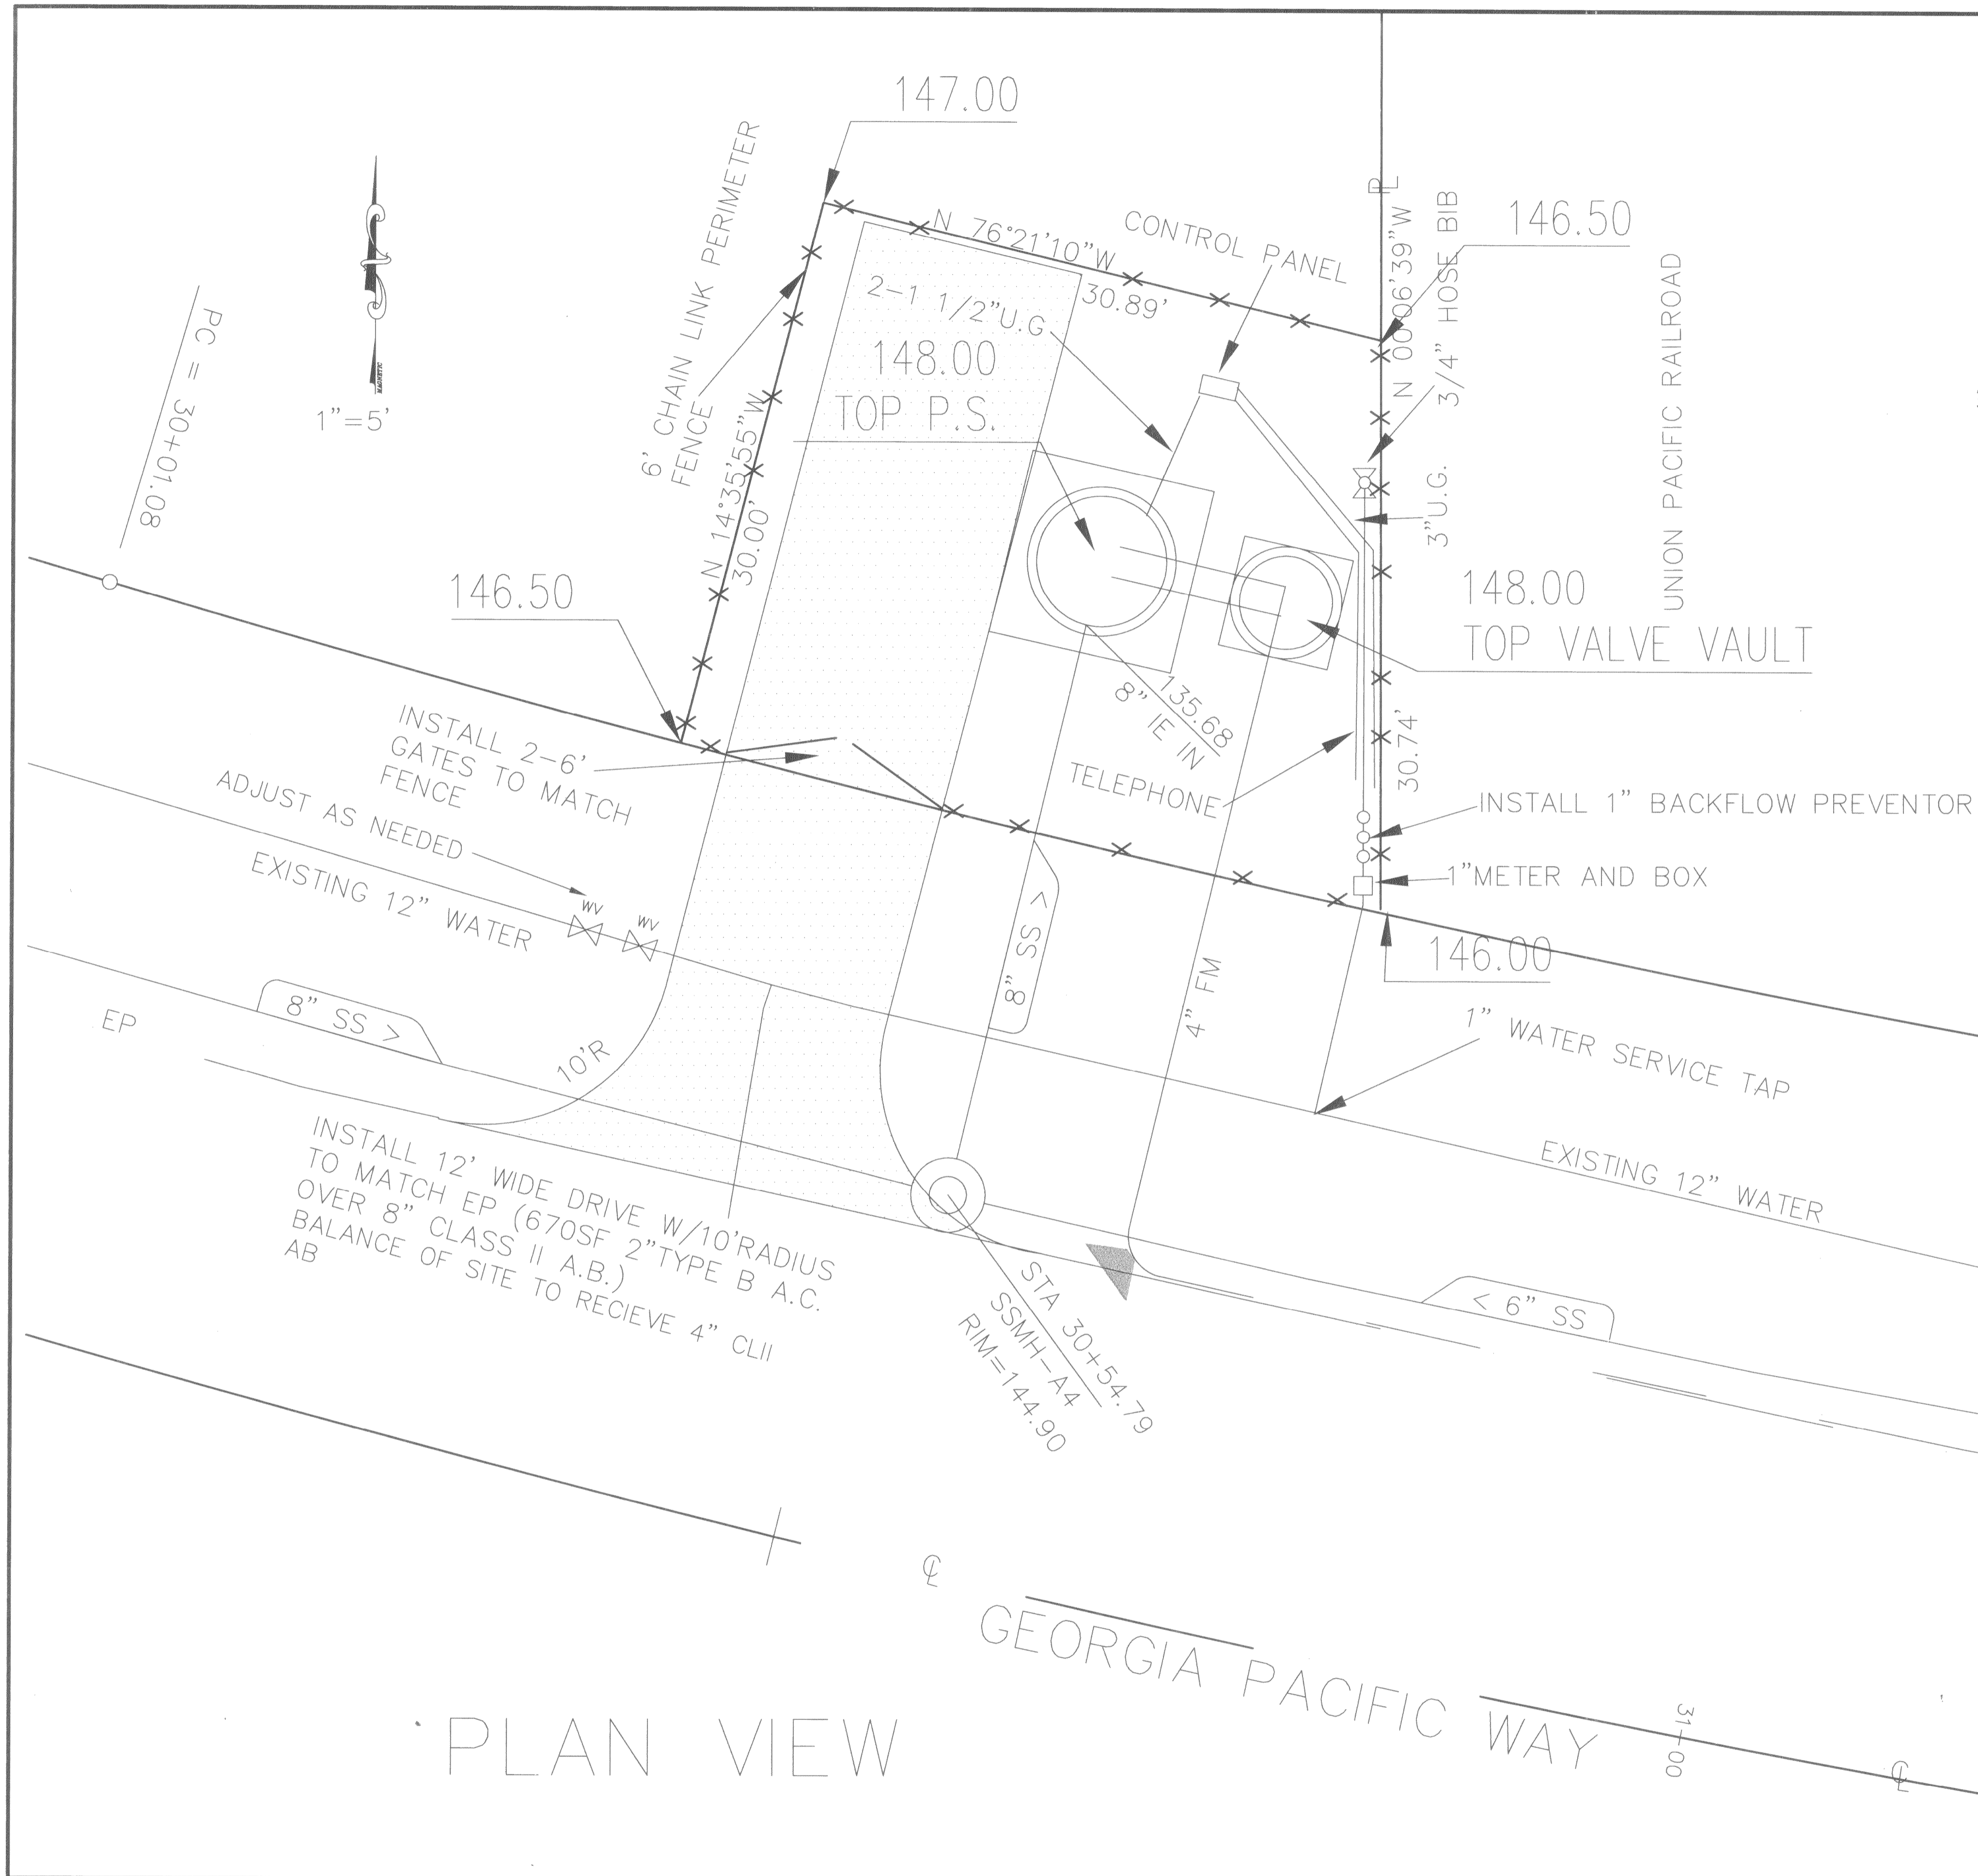 147.00
6' CHAIN LINK PERIMETER
FENCE
N 76°21'10"W
30.89'
CONTROL PANEL
PL
N 00°06'39"W
3/4" HOSE BIB
146.50
UNION PACIFIC RAILROAD
PC = 30+01.08
1"=5'
2-1 1/2"U.G
148.00
TOP P.S.
N 14°35'55"W
30.00'
3"U.G.
146.50
148.00
TOP VALVE VAULT
135.68
8" IE IN
INSTALL 2-6'
GATES TO MATCH
FENCE
TELEPHONE
30.74'
INSTALL 1" BACKFLOW PREVENTOR
1"METER AND BOX
ADJUST AS NEEDED
EXISTING 12" WATER
WV
WV
146.00
8" SS >
8" SS >
4" FM
EP
10'R
1" WATER SERVICE TAP
EXISTING 12" WATER
INSTALL 12' WIDE DRIVE W/10'RADIUS
TO MATCH EP (670SF 2"TYPE B A.C.
OVER 8" CLASS II A.B.)
BALANCE OF SITE TO RECIEVE 4" CLII
AB
STA 30+54.79
SSMH-A4
RIM=144.90
< 6" SS
CL
GEORGIA PACIFIC WAY
31+00
CL
PLAN VIEW